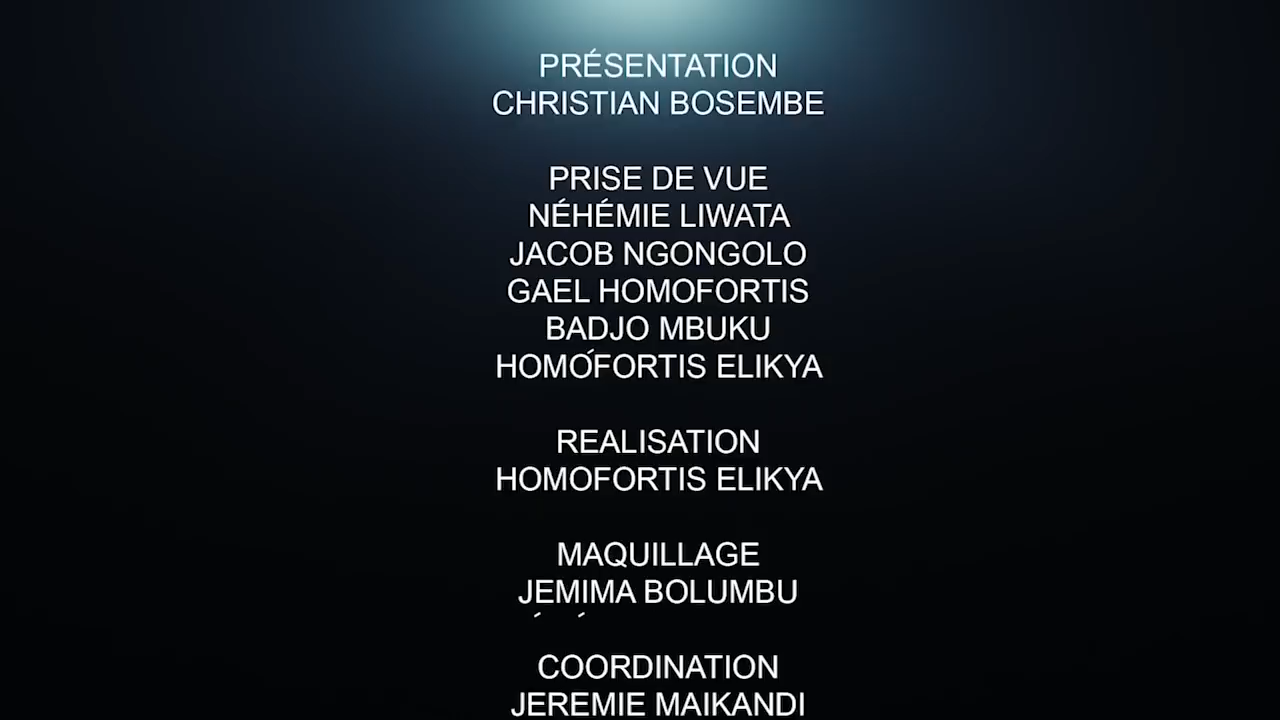 PRÉSENTATION
CHRISTIAN BOSEMBE
PRISE DE VUE
NÉHÉMIE LIWATA
JACOB NGONGOLO
GAEL HOMOFORTIS
BADJO MBUKU
HOMOFORTIS ELIKYA
REALISATION
HOMOFORTIS ELIKYA
MAQUILLAGE
JEMIMA BOLUMBU
COORDINATION
JEREMIE MAIKANDI